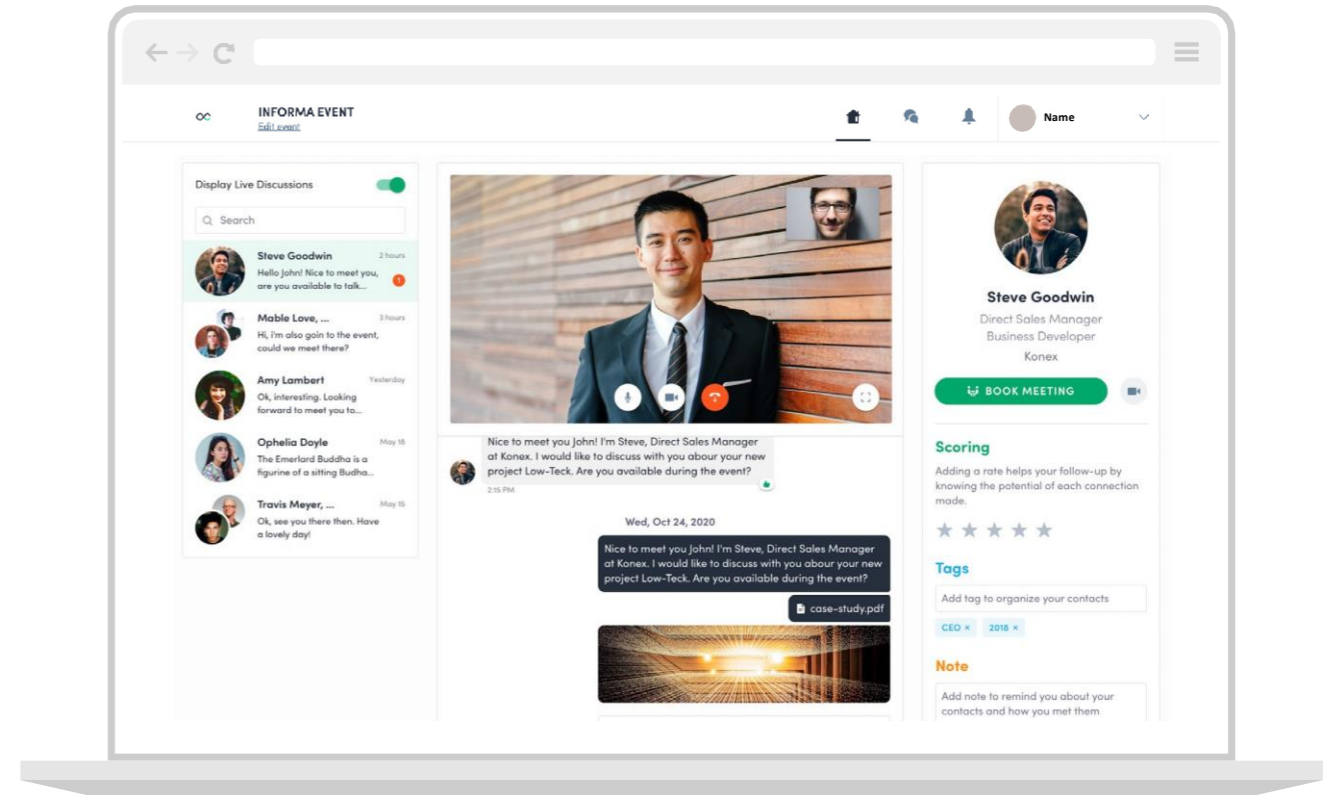 INFORMA EVENT
Edit event
Name
Display Live Discussions
Search
Steve Goodwin
2 hours
Hello John! Nice to meet you,
are you available to talk...
1
Mable Love, ...
3 hours
Hi, i'm also goin to the event,
could we meet there?
Amy Lambert
Yesterday
Ok, interesting. Looking
forward to meet you to...
Ophelia Doyle
May 18
The Emerlard Buddha is a
figurine of a sitting Budha...
Travis Meyer, ...
May 15
Ok, see you there then. Have
a lovely day!
Nice to meet you John! I'm Steve, Direct Sales Manager
at Konex. I would like to discuss with you abour your new
project Low-Teck. Are you available during the event?
2:15 PM
Wed, Oct 24, 2020
Nice to meet you John! I'm Steve, Direct Sales Manager
at Konex. I would like to discuss with you abour your new
project Low-Teck. Are you available during the event?
case-study.pdf
Steve Goodwin
Direct Sales Manager
Business Developer
Konex
BOOK MEETING
Scoring
Adding a rate helps your follow-up by
knowing the potential of each connection
made.
Tags
Add tag to organize your contacts
CEO ×
2018 ×
Note
Add note to remind you about your
contacts and how you met them